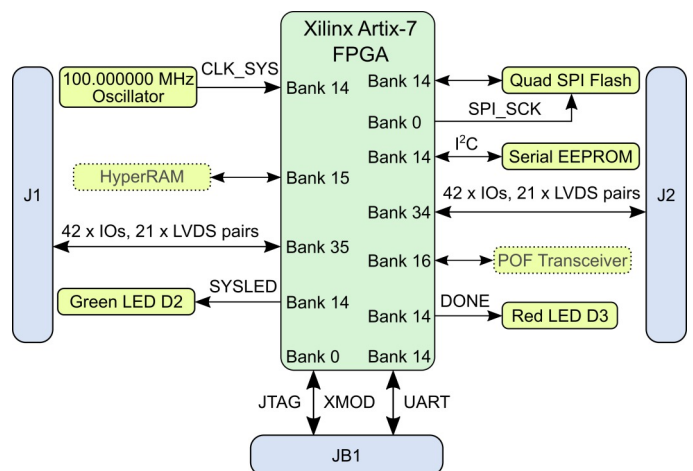 Xilinx Artix-7
FPGA
100.000000 MHz
Oscillator
CLK_SYS
Bank 14
Bank 14
Quad SPI Flash
Bank 0
SPI_SCK
Bank 14
I²C
Serial EEPROM
HyperRAM
Bank 15
J1
J2
Bank 34
42 x IOs, 21 x LVDS pairs
42 x IOs, 21 x LVDS pairs
Bank 35
Bank 16
POF Transceiver
Green LED D2
SYSLED
Bank 14
Bank 14
DONE
Red LED D3
Bank 0
Bank 14
JTAG
XMOD
UART
JB1